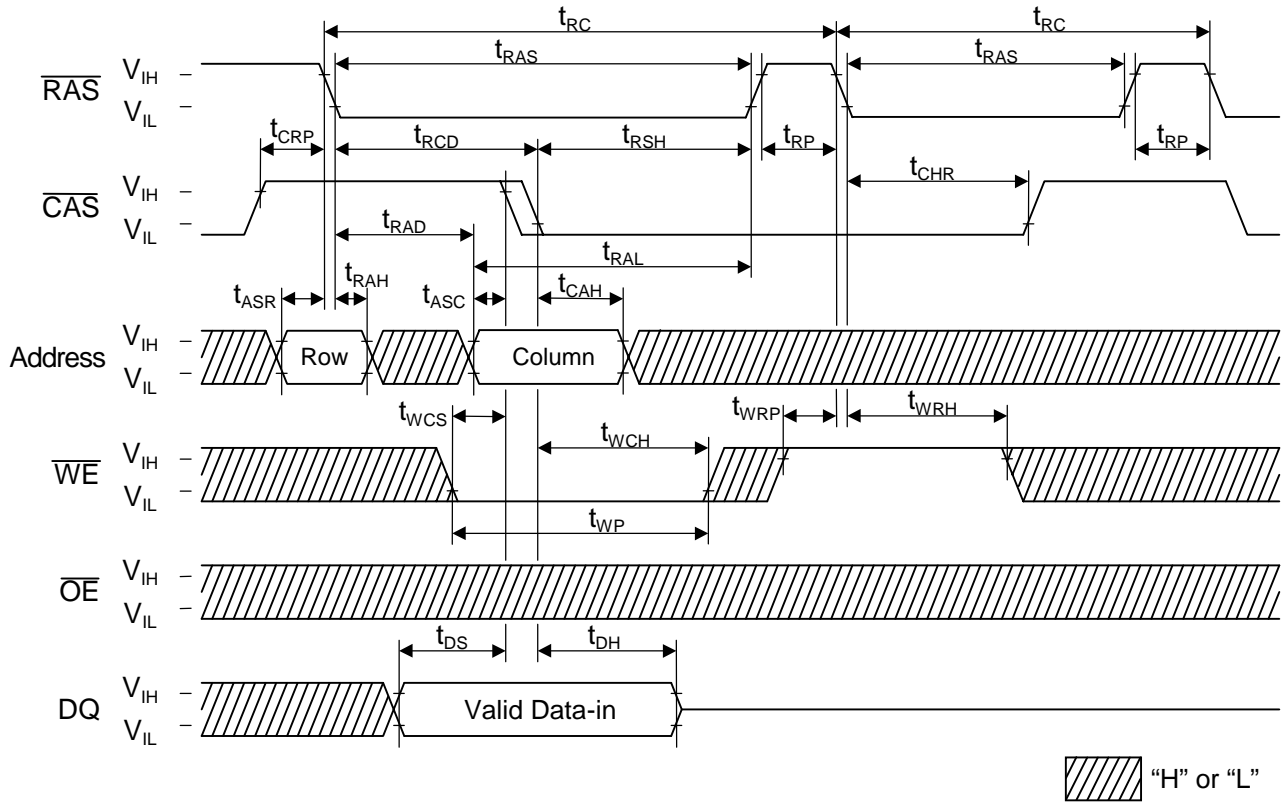 tRC tRC
tRAS tRAS
RAS VIH
VIL
tCRP tRCD tRSH tRP tRP
CAS VIH
VIL
tCHR
tRAD
tRAL
tRAH
tASR tASC tCAH
Address VIH
VIL
Row Column
tWCS tWRP tWRH
tWCH
WE VIH
VIL
tWP
OE VIH
VIL
tDS tDH
DQ VIH
VIL
Valid Data-in
“H” or “L”